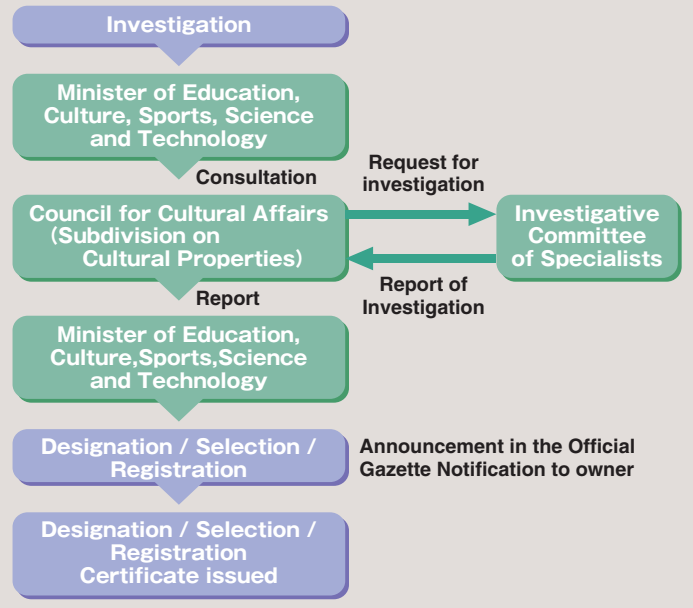 Investigation
Minister of Education,
Culture, Sports, Science
and Technology
Consultation
Request for
investigation
Council for Cultural Affairs
(Subdivision on
Cultural Properties)
Investigative
Committee
of Specialists
Report
Report of
Investigation
Minister of Education,
Culture,Sports,Science
and Technology
Designation / Selection /
Registration
Announcement in the Official
Gazette Notification to owner
Designation / Selection /
Registration
Certificate issued